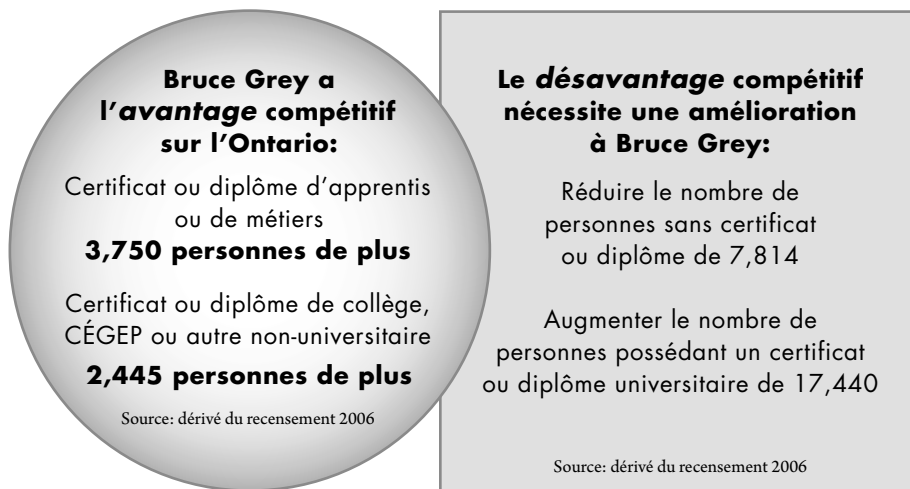 Bruce Grey a
l'avantage compétitif
sur l'Ontario:
Certificat ou diplôme d'apprentis
ou de métiers
3,750 personnes de plus
Certificat ou diplôme de collège,
CÉGEP ou autre non-universitaire
2,445 personnes de plus
Source: dérivé du recensement 2006
Le désavantage compétitif
nécessite une amélioration
à Bruce Grey:
Réduire le nombre de
personnes sans certificat
ou diplôme de 7,814
Augmenter le nombre de
personnes possédant un certificat
ou diplôme universitaire de 17,440
Source: dérivé du recensement 2006